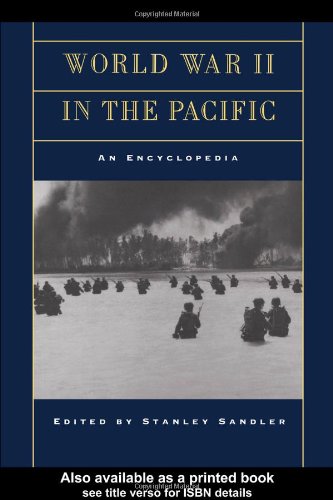 WORLD WAR II
IN THE PACIFIC
AN ENCYCLOPEDIA
EDITED BY STANLEY SANDLER
Also available as a printed book
see title verso for ISBN details